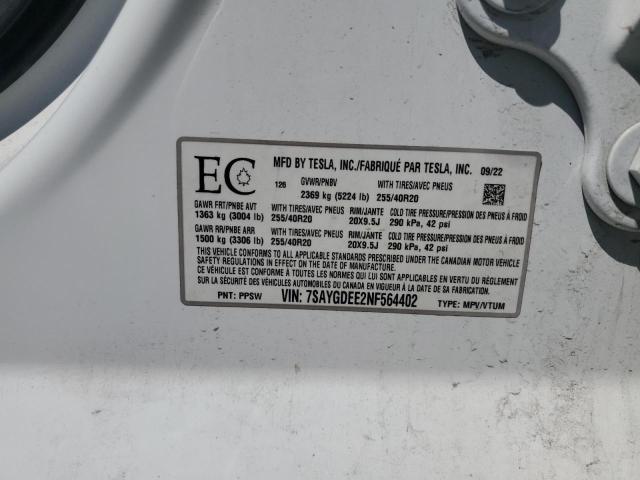 EC
MFD BY TESLA, INC./FABRIQUÉ PAR TESLA, INC. 09/22
126 GVWR/PNBV WITH TIRES/AVEC PNEUS
2369 kg (5224 lb) 255/40R20
GAWR FRT/PNBE AVT WITH TIRES/AVEC PNEUS RIM/JANTE COLD TIRE PRESSURE/PRESSION DES PNEUS À FROID
1363 kg (3004 lb) 255/40R20 20X9.5J 290 kPa, 42 psi
GAWR RR/PNBE ARR WITH TIRES/AVEC PNEUS RIM/JANTE COLD TIRE PRESSURE/PRESSION DES PNEUS À FROID
1500 kg (3306 lb) 255/40R20 20X9.5J 290 kPa, 42 psi
THIS VEHICLE CONFORMS TO ALL APPLICABLE STANDARDS PRESCRIBED UNDER THE CANADIAN MOTOR VEHICLE
SAFETY REGULATIONS IN EFFECT ON THE DATE OF MANUFACTURE.
CE VÉHICULE EST CONFORME À TOUTES LES NORMES QUI LUI SONT APPLICABLES EN VERTU DU RÈGLEMENT
SUR LA SÉCURITÉ DES VÉHICULES AUTOMOBILES DU CANADA EN VIGUEUR À LA DATE DE SA FABRICATION.
PNT: PPSW VIN: 7SAYGDEE2NF564402 TYPE: MPV/VTUM